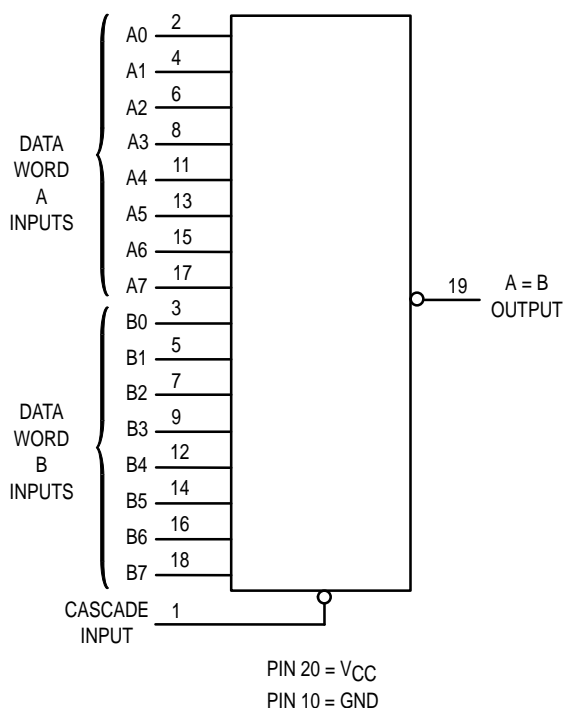 A0 2
A1 4
A2 6
A3 8
A4 11
A5 13
A6 15
A7 17
DATA
WORD
A
INPUTS
B0 3
B1 5
B2 7
B3 9
B4 12
B5 14
B6 16
B7 18
DATA
WORD
B
INPUTS
19 A = B
OUTPUT
CASCADE 1
INPUT
PIN 20 = VCC
PIN 10 = GND